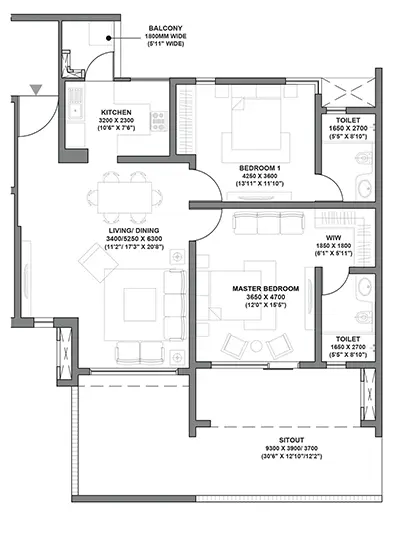 BALCONY
1800MM WIDE
(5'11" WIDE)
KITCHEN
3200 X 2300
(10'6" X 7'6")
TOILET
1650 X 2700
(5'5" X 8'10")
BEDROOM 1
4250 X 3600
(13'11" X 11'10")
LIVING/ DINING
3400/5250 X 6300
(11'2"/ 17'3" X 20'8")
WIW
1850 X 1800
(6'1" X 5'11")
MASTER BEDROOM
3650 X 4700
(12'0" X 15'5")
TOILET
1650 X 2700
(5'5" X 8'10")
SITOUT
9300 X 3900/ 3700
(30'6" X 12'10"/12'2")